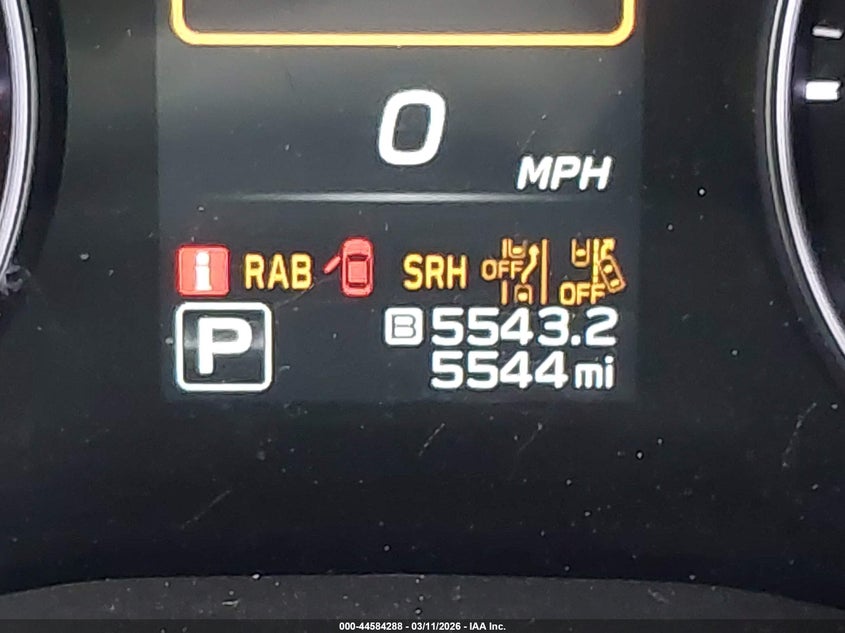 0
MPH
i RAB SRH OFF OFF
P B 5543.2
5544 mi
000-44584288 - 03/11/2026 - IAA Inc.